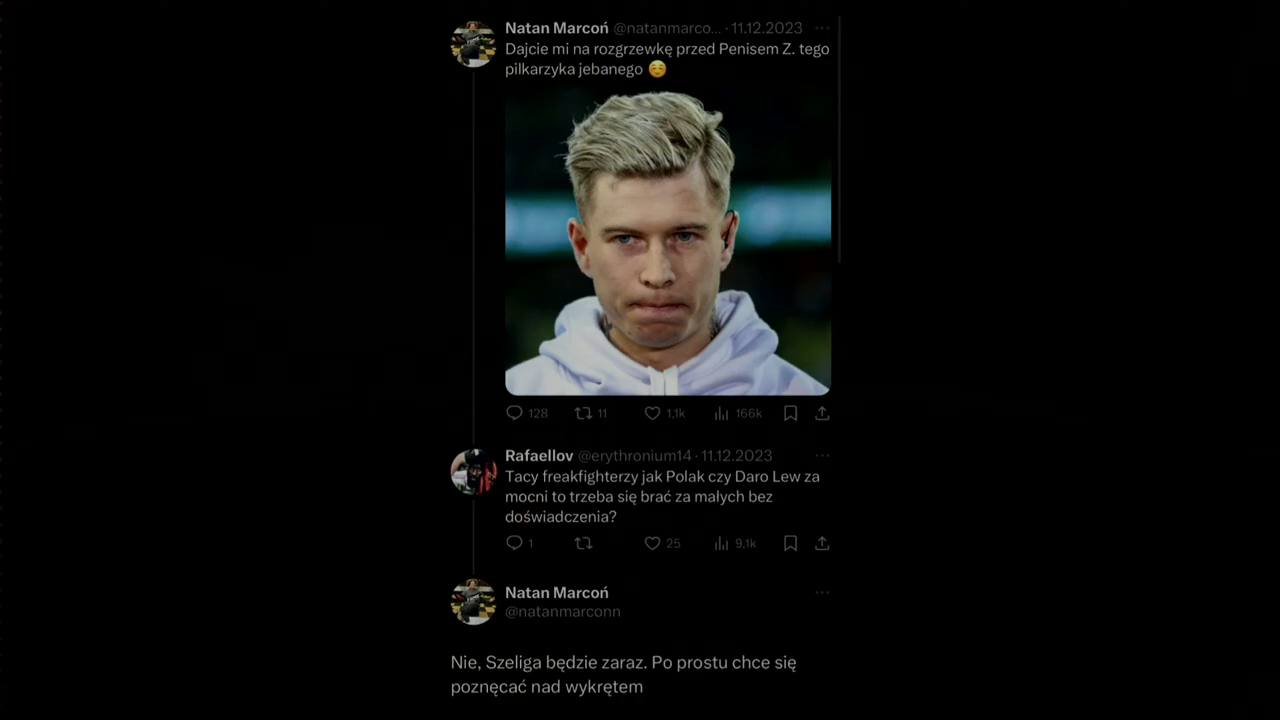 Natan Marcoń @natanmarco... · 11.12.2023 ···
Dajcie mi na rozgrzewkę przed Penisem Z. tego
pilkarzyka jebanego ☺️
128 11 1,1k 166k
Rafaellov @erythronium14 · 11.12.2023 ···
Tacy freakfighterzy jak Polak czy Daro Lew za
mocni to trzeba się brać za małych bez
doświadczenia?
1 25 9,1k
Natan Marcoń ···
@natanmarconn
Nie, Szeliga będzie zaraz. Po prostu chce się
poznęcać nad wykrętem